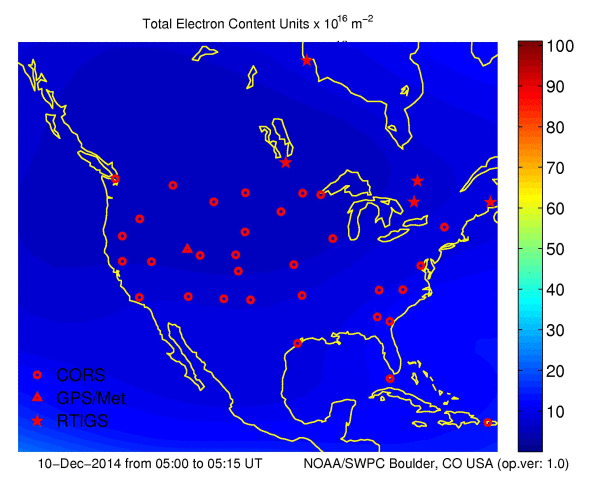 Total Electron Content Units x 10^16 m^−2
100
90
80
70
60
50
40
30
20
10
CORS
GPS/Met
RTIGS
10−Dec−2014 from 05:00 to 05:15 UT NOAA/SWPC Boulder, CO USA (op.ver: 1.0)